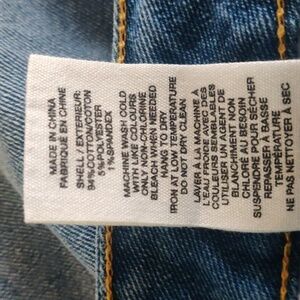 MADE IN CHINA
FABRIQUÉ EN CHINE
SHELL / EXTERIEUR:
94% COTTON/COTON
5% POLYESTER
1% SPANDEX
MACHINE WASH COLD
WITH LIKE COLOURS
ONLY NON-CHLORINE
BLEACH WHEN NEEDED
HANG TO DRY
IRON AT LOW TEMPERATURE
DO NOT DRY CLEAN
LAVER À LA MACHINE À
L'EAU FROIDE AVEC DES
COULEURS SEMBLABLES
UTILISER AGENT DE
BLANCHIMENT NON
CHLORÉ AU BESOIN
SUSPENDRE POUR SÉCHER
REPASSER À BASSE
TEMPÉRATURE
NE PAS NETTOYER À SEC